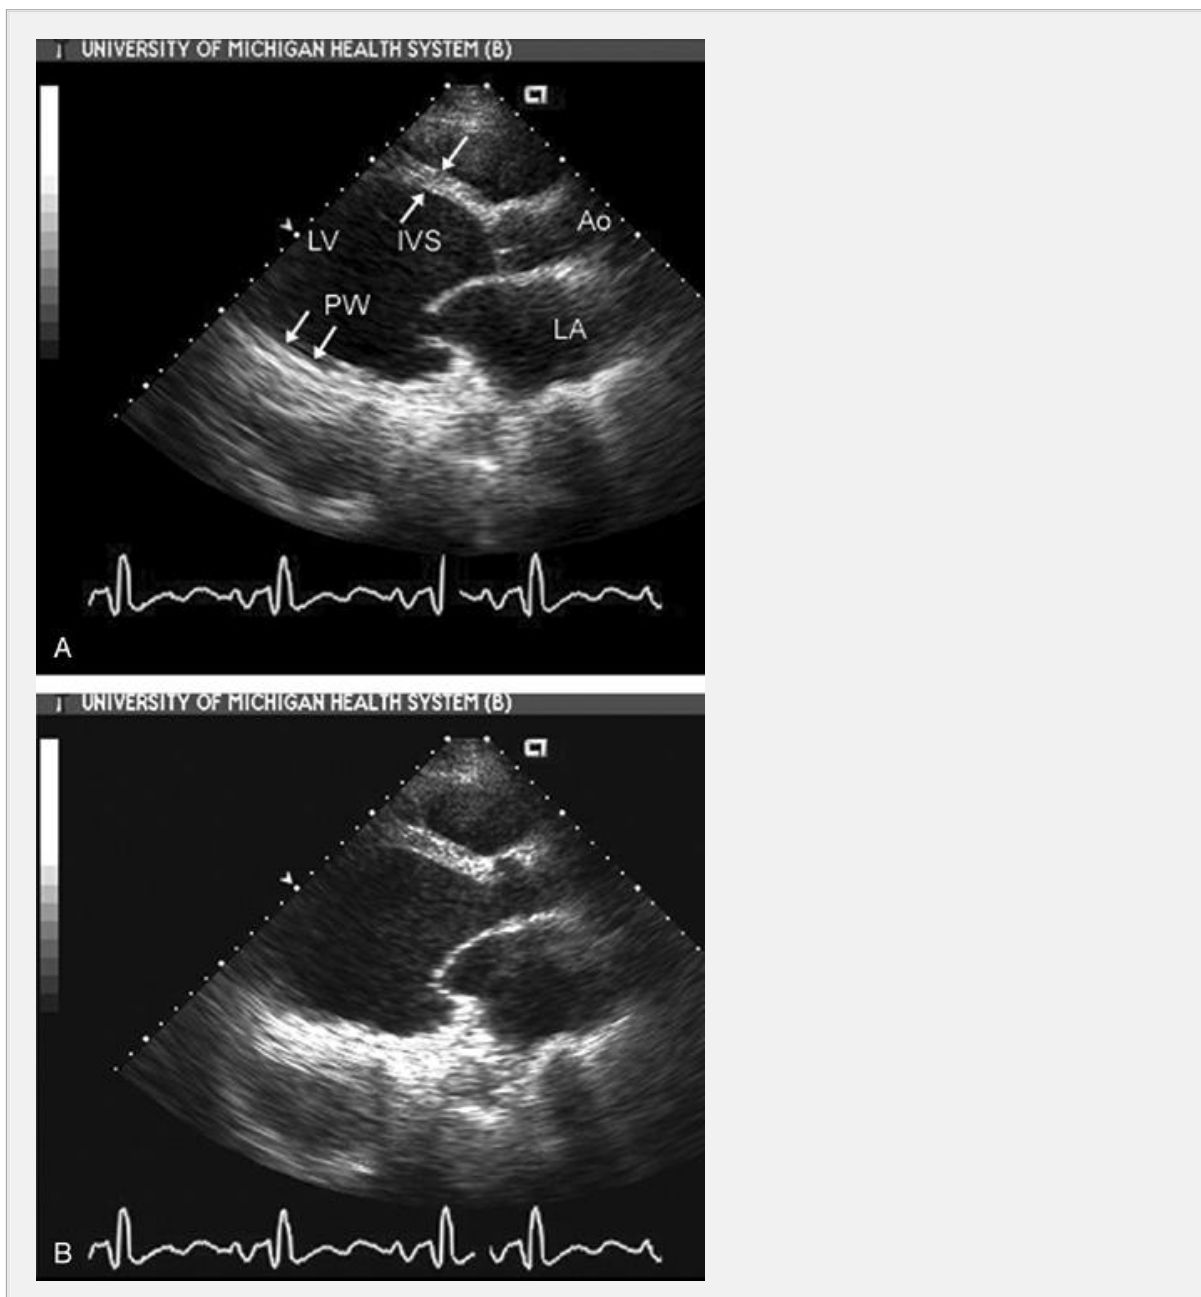 UNIVERSITY OF MICHIGAN HEALTH SYSTEM (B)
Ao
LV
IVS
PW
LA
A
UNIVERSITY OF MICHIGAN HEALTH SYSTEM (B)
B